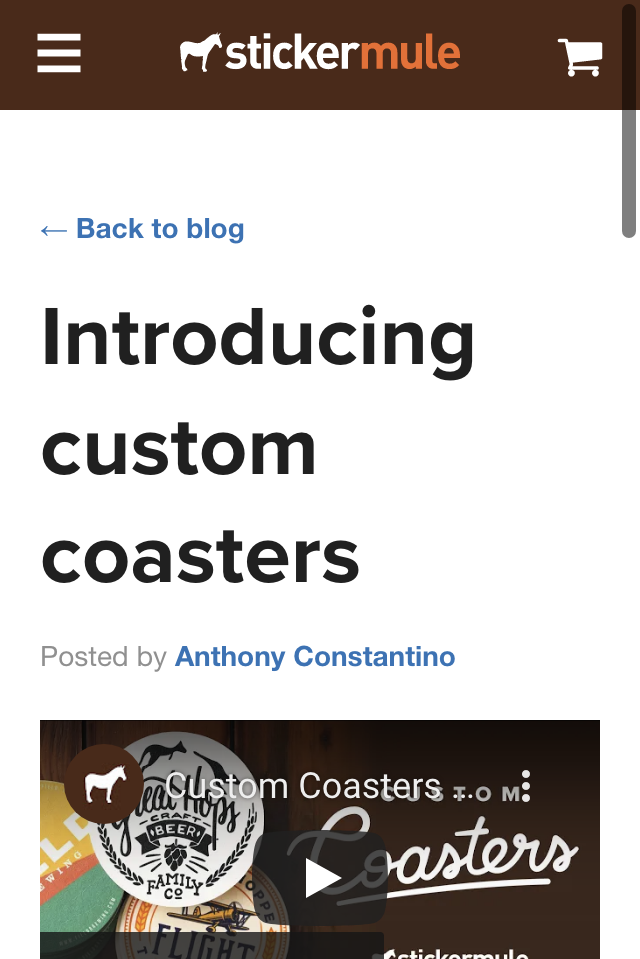 stickermule
← Back to blog
Introducing
custom
coasters
Posted by Anthony Constantino
Custom Coasters ...
CUSTOM
Coasters
Great Hops
CRAFT
BEER
FAMILY
CO
FLIGHT
stickermule